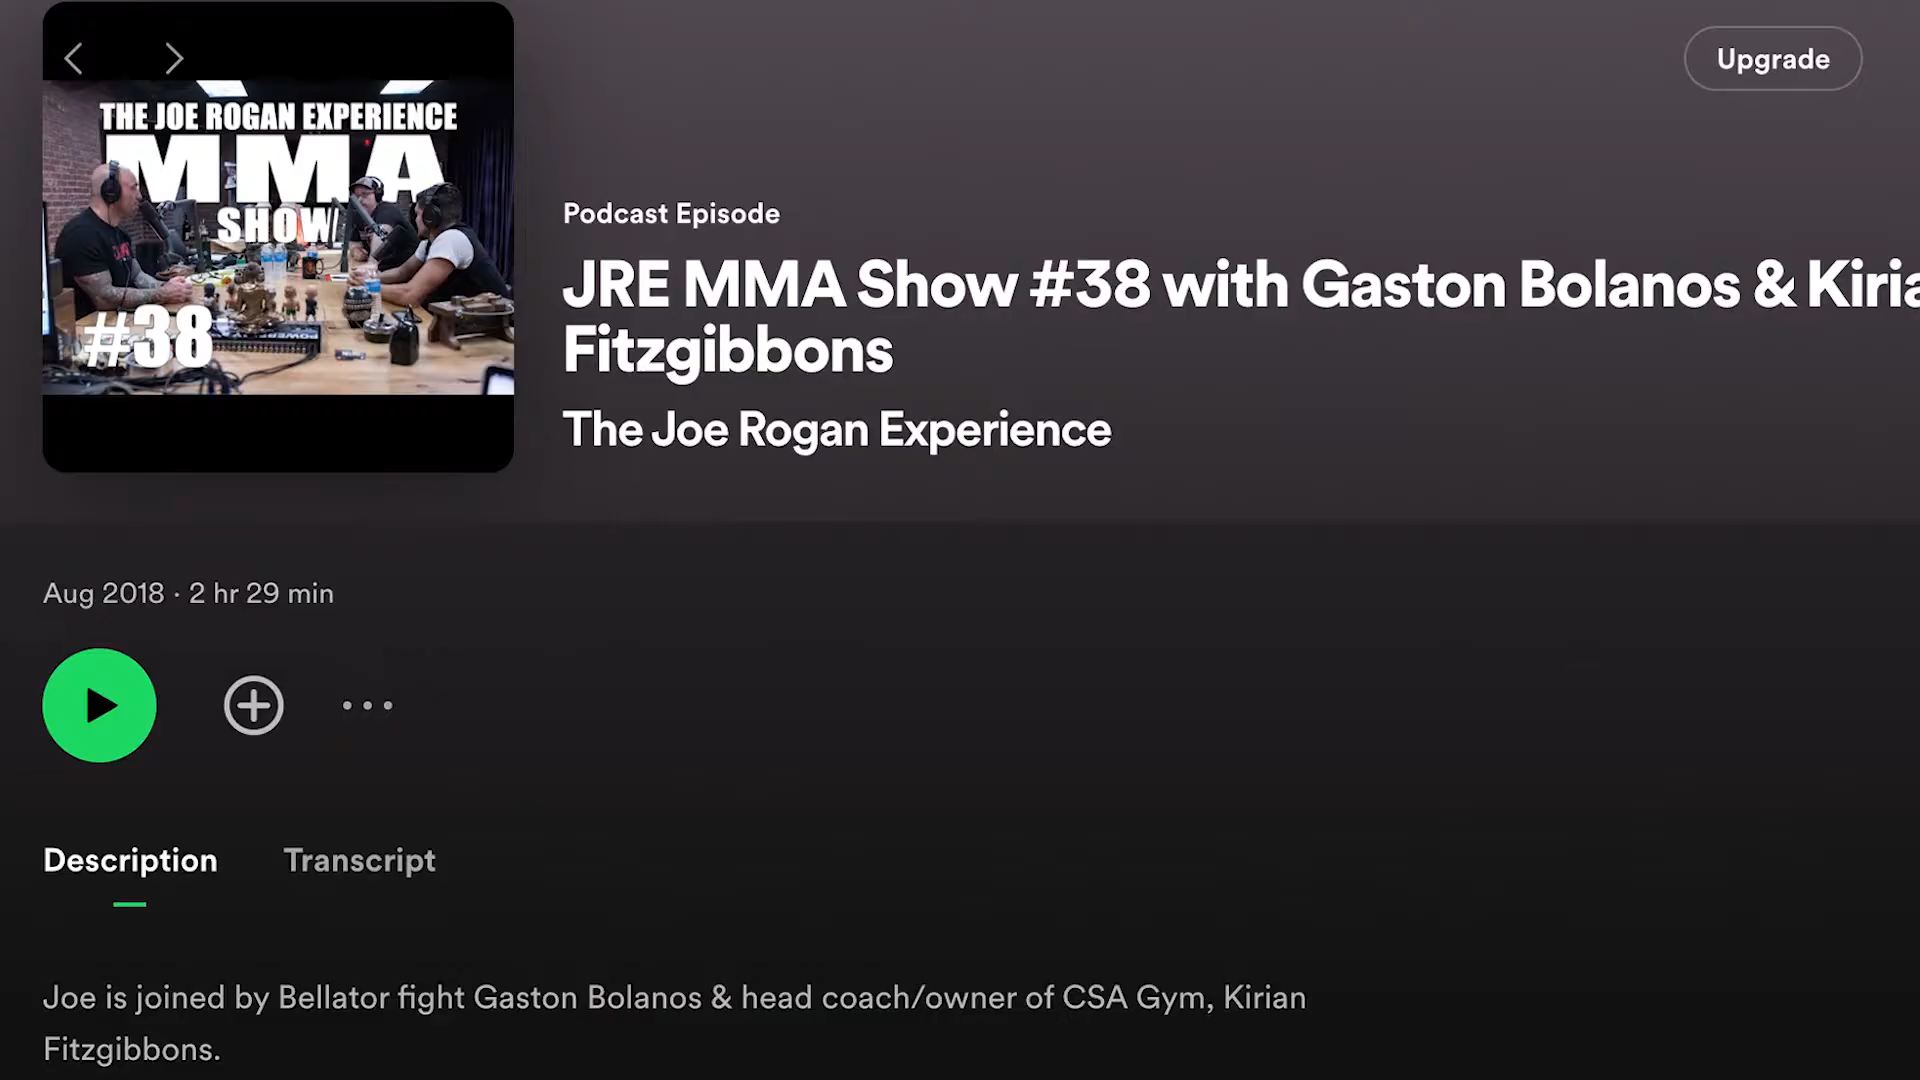 THE JOE ROGAN EXPERIENCE
MMA
SHOW
#38
Upgrade
Podcast Episode
JRE MMA Show #38 with Gaston Bolanos & Kiria
Fitzgibbons
The Joe Rogan Experience
Aug 2018 · 2 hr 29 min
Description
Transcript
Joe is joined by Bellator fight Gaston Bolanos & head coach/owner of CSA Gym, Kirian
Fitzgibbons.